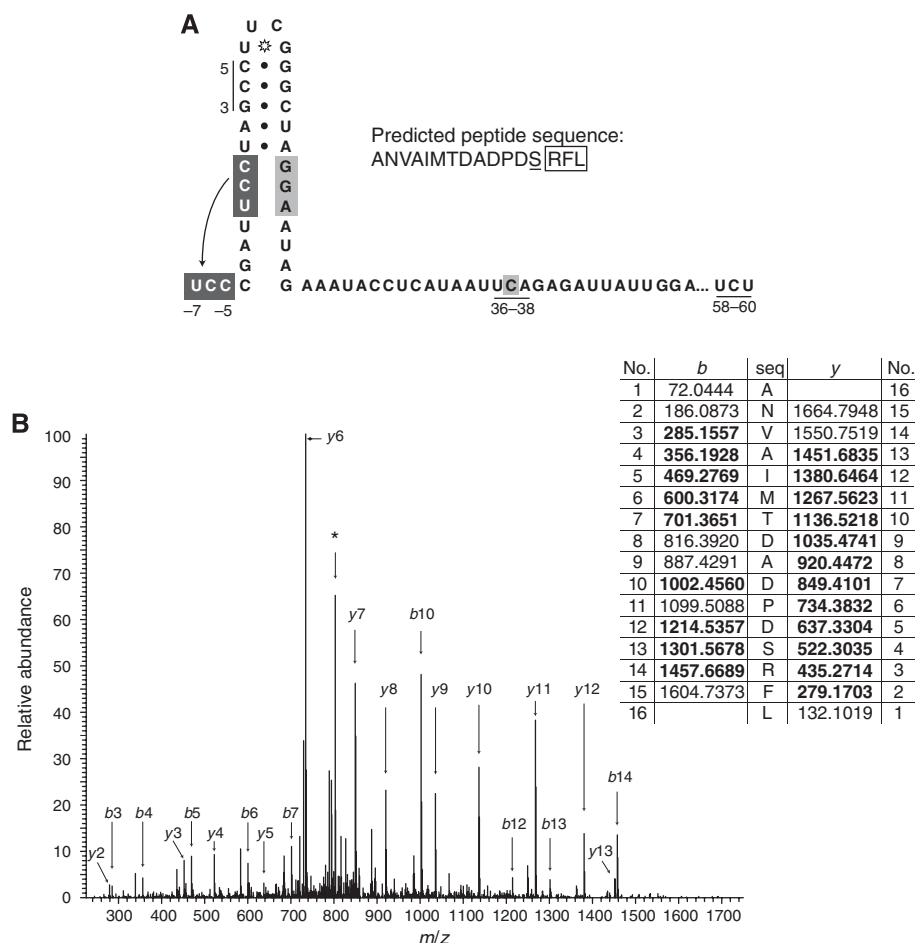 A
U C
U G
5 C G
C G
3 G C
A U
U A
C G
C G
U A
U A
A U
G A
UCC C G AAAUACCUCAUAAUUCAGAGAUUAUUGGA... UCU
–7 –5 36–38 58–60
Predicted peptide sequence:
ANVAIMTDADPDS RFL
B
No. b seq y No.
1 72.0444 A 16
2 186.0873 N 1664.7948 15
3 285.1557 V 1550.7519 14
4 356.1928 A 1451.6835 13
5 469.2769 I 1380.6464 12
6 600.3174 M 1267.5623 11
7 701.3651 T 1136.5218 10
8 816.3920 D 1035.4741 9
9 887.4291 A 920.4472 8
10 1002.4560 D 849.4101 7
11 1099.5088 P 734.3832 6
12 1214.5357 D 637.3304 5
13 1301.5678 S 522.3035 4
14 1457.6689 R 435.2714 3
15 1604.7373 F 279.1703 2
16 L 132.1019 1
Relative abundance
100
90
80
70
60
50
40
30
20
10
0
y6
*
y7
b10
y8
y9
y10
y11
y12
b14
b3 b4 b5 b6 b7
y2 y3 y4 y5
b12 b13
y13
300 400 500 600 700 800 900 1000 1100 1200 1300 1400 1500 1600 1700
m/z